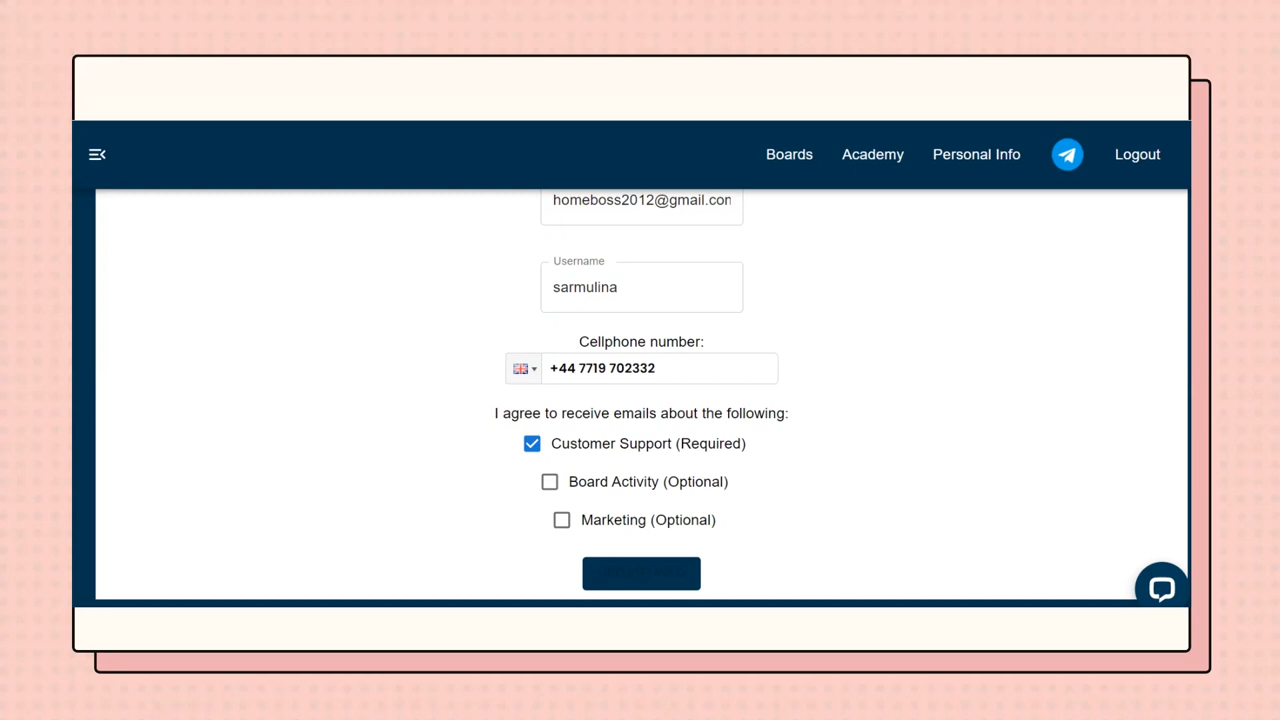 Boards Academy Personal Info Logout
homeboss2012@gmail.con
Username
sarmulina
Cellphone number:
+44 7719 702332
I agree to receive emails about the following:
Customer Support (Required)
Board Activity (Optional)
Marketing (Optional)